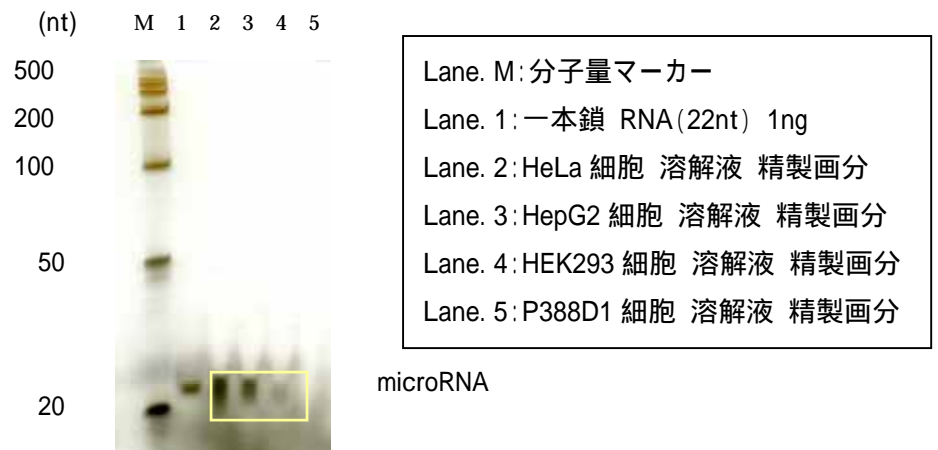 (nt) M 1 2 3 4 5
500
200
100
50
20
Lane. M:分子量マーカー
Lane. 1:一本鎖 RNA(22nt) 1ng
Lane. 2:HeLa 細胞 溶解液 精製画分
Lane. 3:HepG2 細胞 溶解液 精製画分
Lane. 4:HEK293 細胞 溶解液 精製画分
Lane. 5:P388D1 細胞 溶解液 精製画分
microRNA